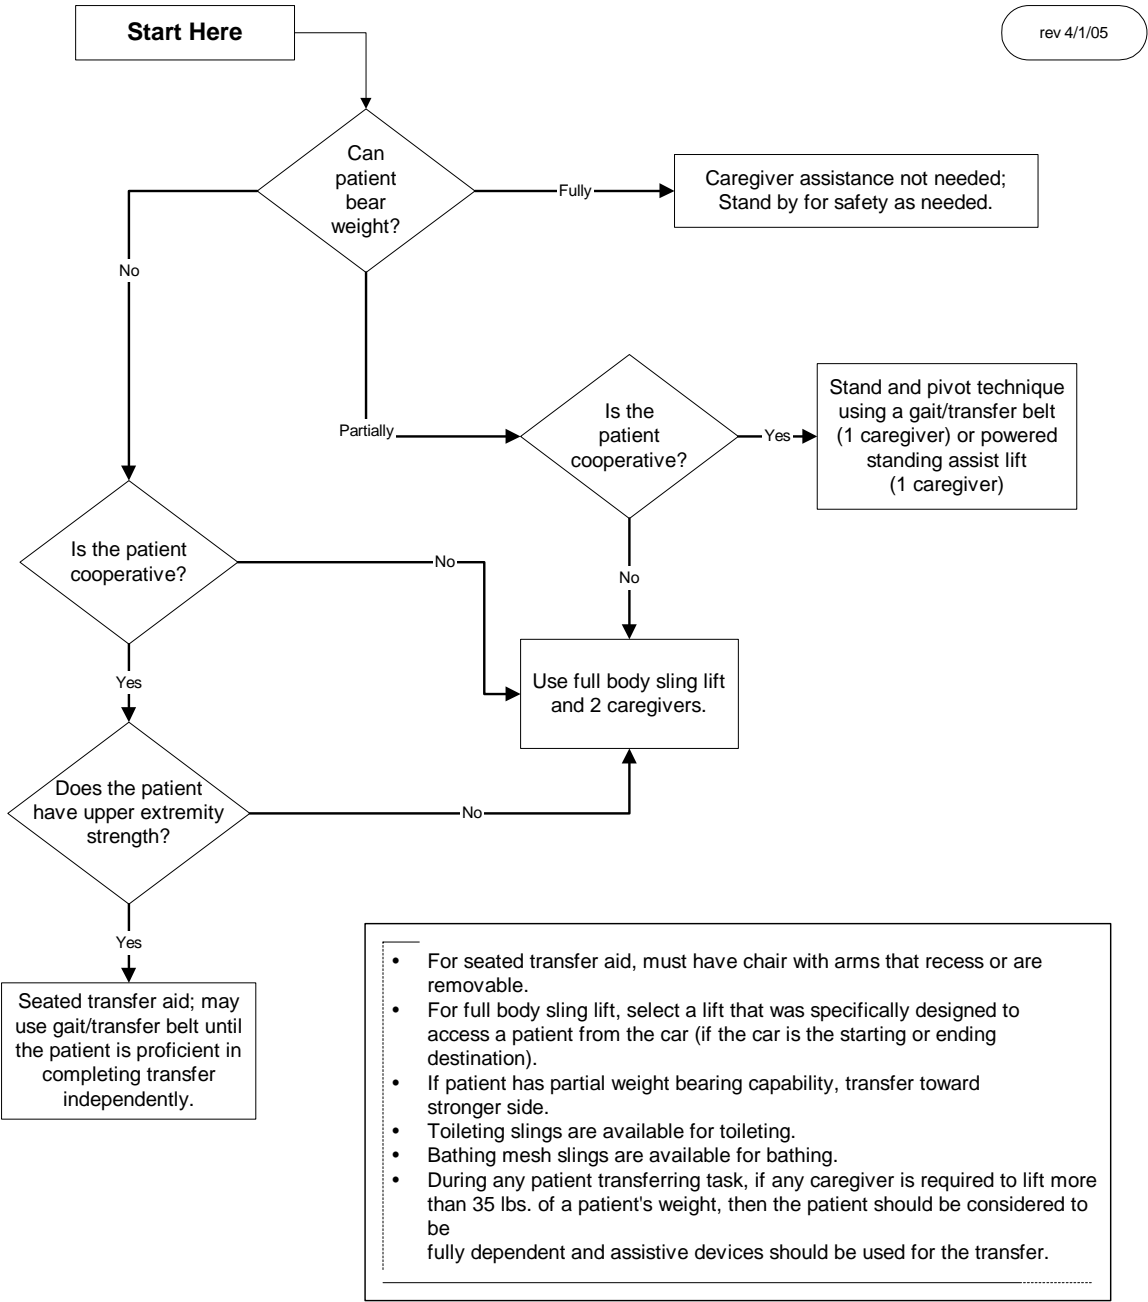 Start Here
rev 4/1/05
Can
patient
bear
weight?
Fully
Caregiver assistance not needed;
Stand by for safety as needed.
No
Partially
Is the
patient
cooperative?
Yes
Stand and pivot technique
using a gait/transfer belt
(1 caregiver) or powered
standing assist lift
(1 caregiver)
No
Is the patient
cooperative?
No
Use full body sling lift
and 2 caregivers.
Yes
Does the patient
have upper extremity
strength?
No
Yes
Seated transfer aid; may
use gait/transfer belt until
the patient is proficient in
completing transfer
independently.
• For seated transfer aid, must have chair with arms that recess or are
removable.
• For full body sling lift, select a lift that was specifically designed to
access a patient from the car (if the car is the starting or ending
destination).
• If patient has partial weight bearing capability, transfer toward
stronger side.
• Toileting slings are available for toileting.
• Bathing mesh slings are available for bathing.
• During any patient transferring task, if any caregiver is required to lift more
than 35 lbs. of a patient's weight, then the patient should be considered to
be
fully dependent and assistive devices should be used for the transfer.